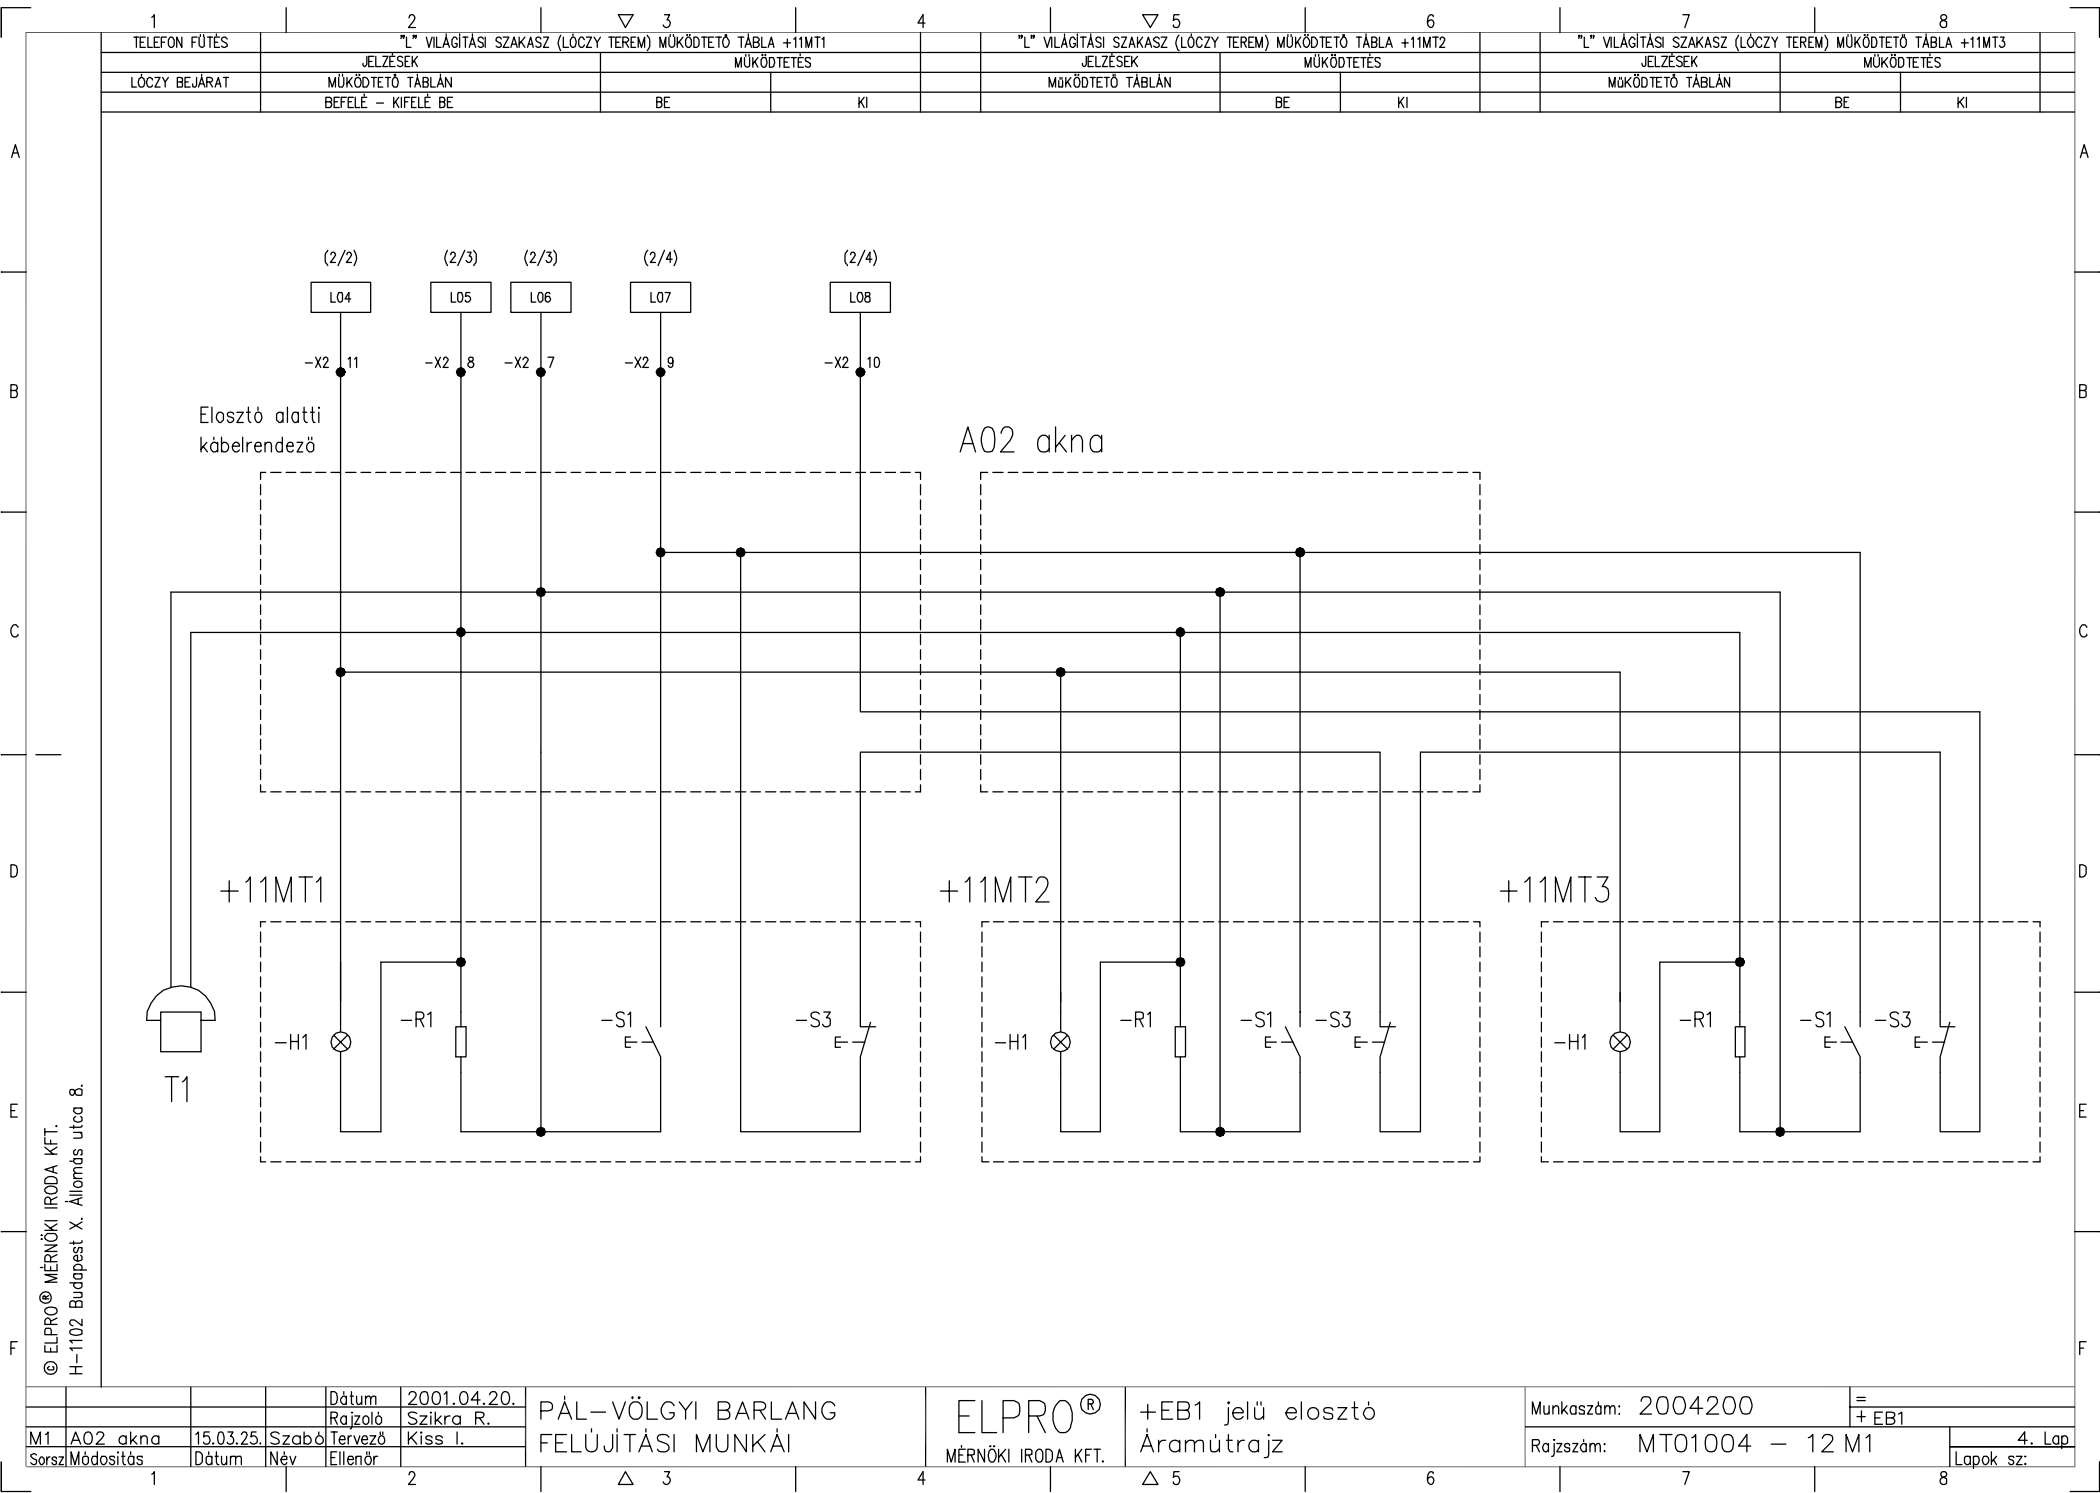 1 2 3 4 5 6 7 8
TELEFON FŰTÉS
"L" VILÁGÍTÁSI SZAKASZ (LÓCZY TEREM) MŰKÖDTETŐ TÁBLA +11MT1
"L" VILÁGÍTÁSI SZAKASZ (LÓCZY TEREM) MŰKÖDTETŐ TÁBLA +11MT2
"L" VILÁGÍTÁSI SZAKASZ (LÓCZY TEREM) MŰKÖDTETŐ TÁBLA +11MT3
JELZÉSEK MŰKÖDTETÉS JELZÉSEK MŰKÖDTETÉS JELZÉSEK MŰKÖDTETÉS
LÓCZY BEJÁRAT MŰKÖDTETŐ TÁBLÁN MűKÖDTETŐ TÁBLÁN MűKÖDTETŐ TÁBLÁN
BEFELÉ – KIFELÉ BE BE KI BE KI BE KI
A A
(2/2) (2/3) (2/3) (2/4) (2/4)
L04 L05 L06 L07 L08
-X2 11 -X2 8 -X2 7 -X2 9 -X2 10
B B
Elosztó alatti
kábelrendező
A02 akna
C C
D D
+11MT1 +11MT2 +11MT3
-H1 -R1 -S1 E -S3 E
-H1 -R1 -S1 E -S3 E
-H1 -R1 -S1 E -S3 E
T1
E E
F F
© ELPRO® MÉRNÖKI IRODA KFT.
H-1102 Budapest X. Állomás utca 8.
Dátum 2001.04.20.
Rajzoló Szikra R.
M1 A02 akna 15.03.25. Szabó Tervező Kiss I.
Sorsz Módosítás Dátum Név Ellenőr
PÁL-VÖLGYI BARLANG
FELÚJÍTÁSI MUNKÁI
ELPRO®
MÉRNÖKI IRODA KFT.
+EB1 jelű elosztó
Áramútrajz
Munkaszám: 2004200
Rajzszám: MT01004 – 12 M1
=
+ EB1
4. Lap
Lapok sz:
1 2 3 4 5 6 7 8